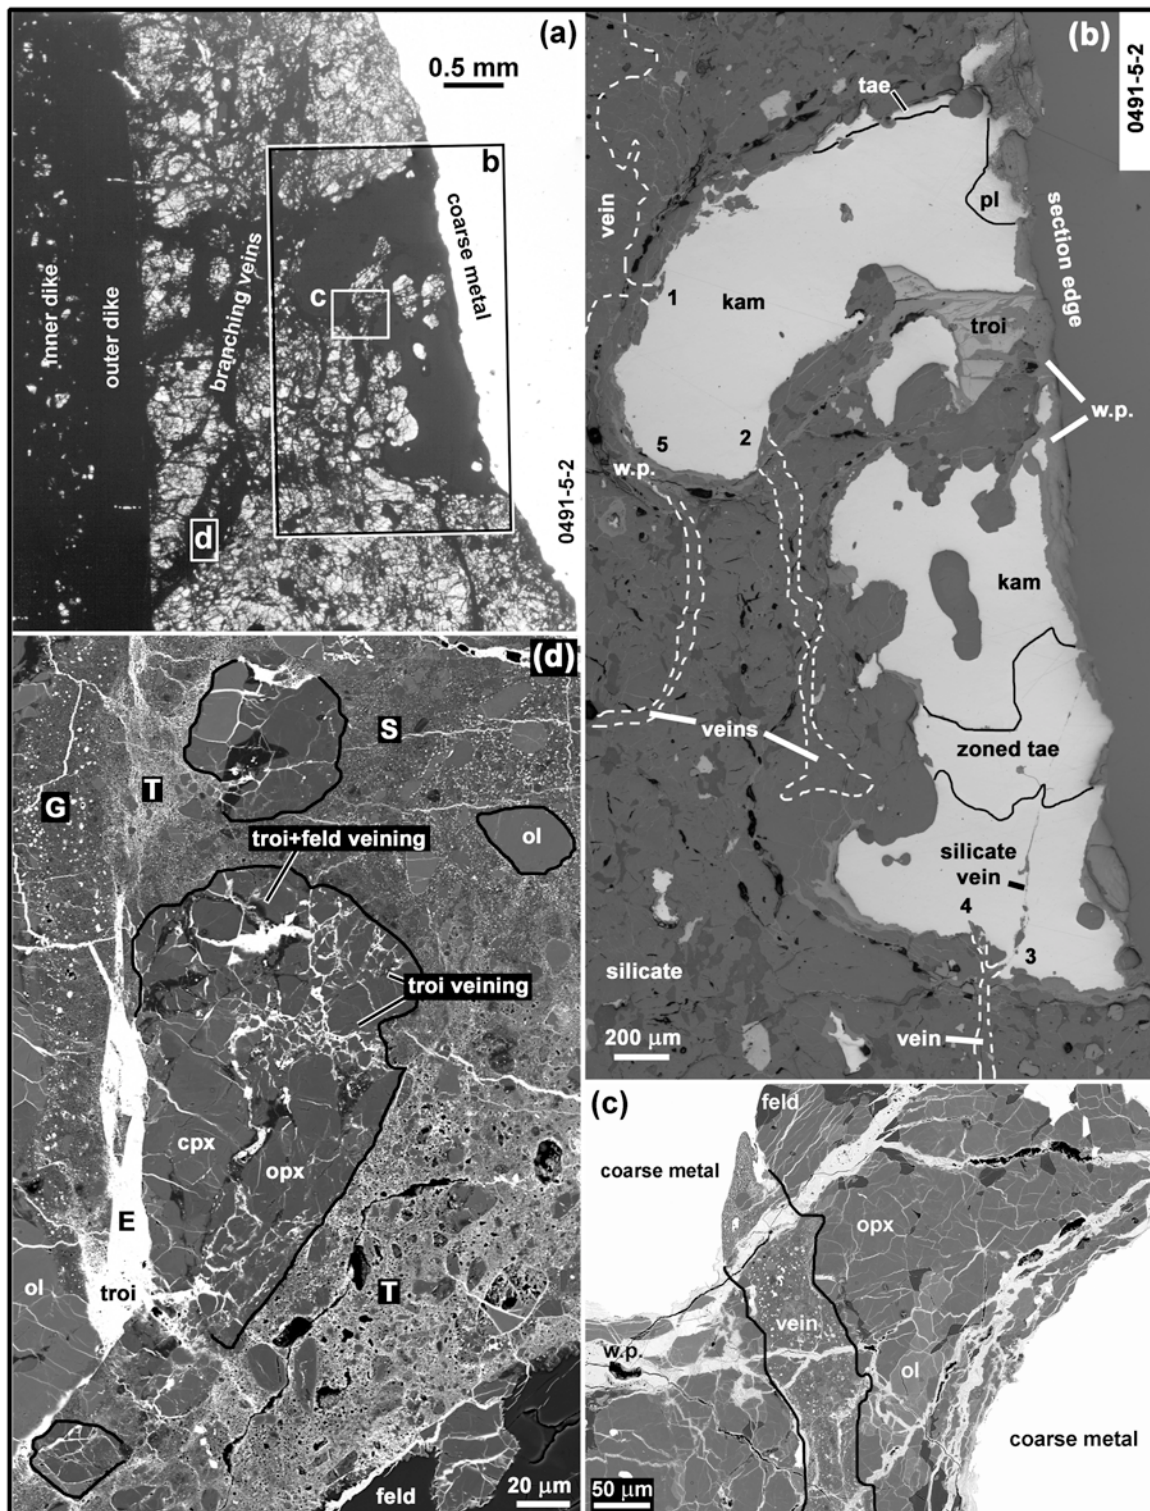 (a)
0.5 mm
b
c
d
inner dike
outer dike
branching veins
coarse metal
0491-5-2
(b)
0491-5-2
tae
pl
vein
section edge
1
kam
troi
w.p.
5
2
w.p.
kam
veins
zoned tae
silicate
vein
4
3
silicate
200 µm
vein
(d)
S
G
T
troi+feld veining
ol
troi veining
cpx
opx
E
ol
troi
T
feld
20 µm
(c)
feld
coarse metal
opx
vein
w.p.
ol
coarse metal
50 µm